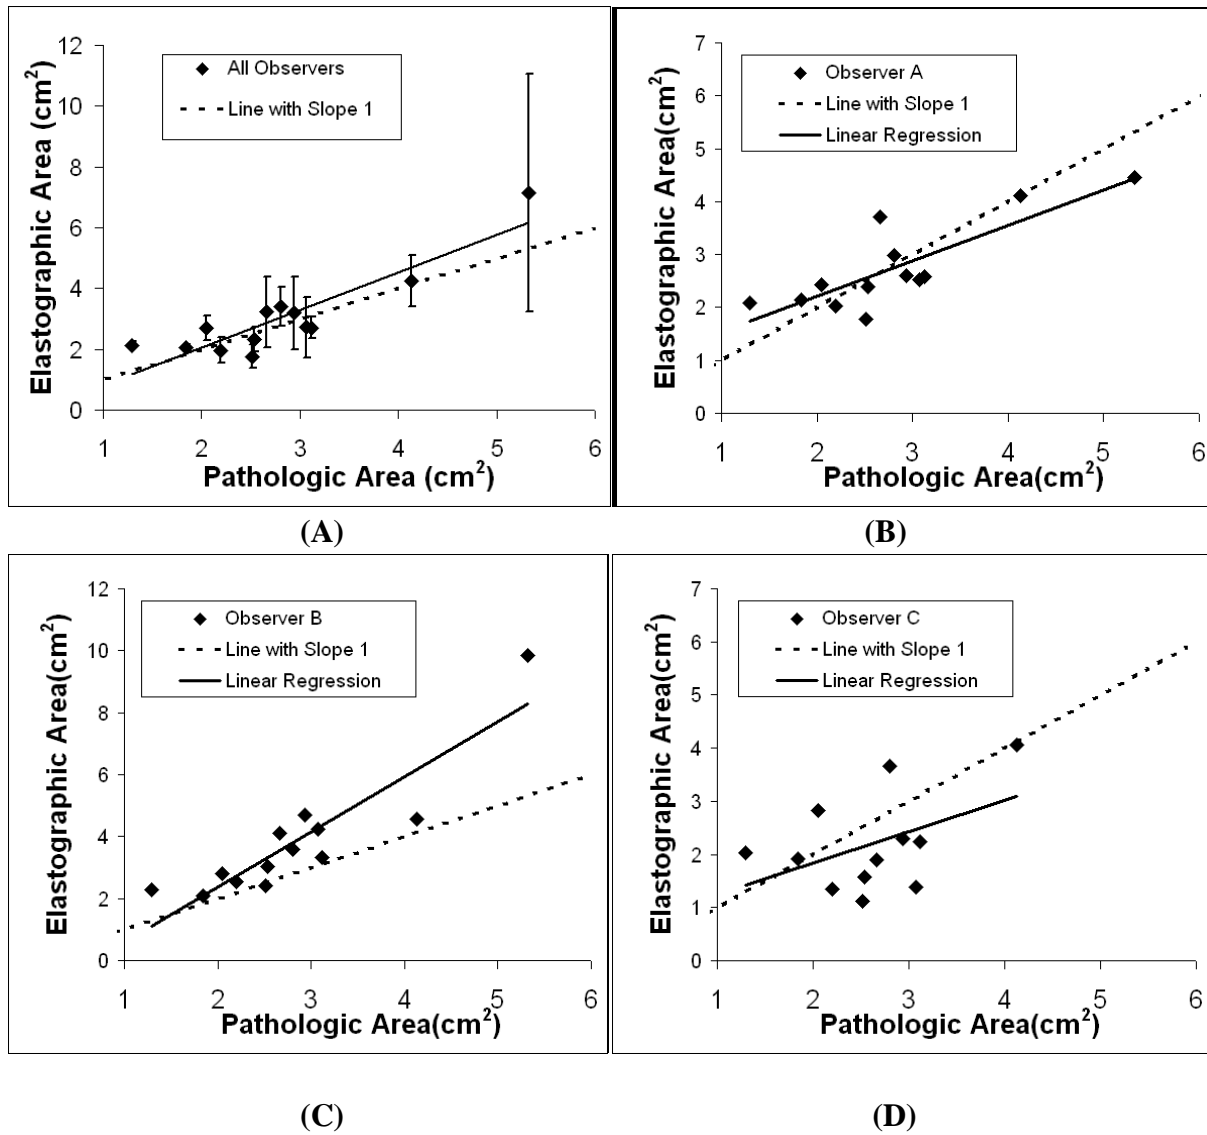 12
10
8
6
4
2
0
Elastographic Area (cm²)
All Observers
Line with Slope 1
1 2 3 4 5 6
Pathologic Area (cm²)
(A)
7
6
5
4
3
2
1
0
Elastographic Area(cm²)
Observer A
Line with Slope 1
Linear Regression
1 2 3 4 5 6
Pathologic Area(cm²)
(B)
12
10
8
6
4
2
0
Elastographic Area(cm²)
Observer B
Line with Slope 1
Linear Regression
1 2 3 4 5 6
Pathologic Area(cm²)
(C)
7
6
5
4
3
2
1
0
Elastographic Area(cm²)
Observer C
Line with Slope 1
Linear Regression
1 2 3 4 5 6
Pathologic Area(cm²)
(D)